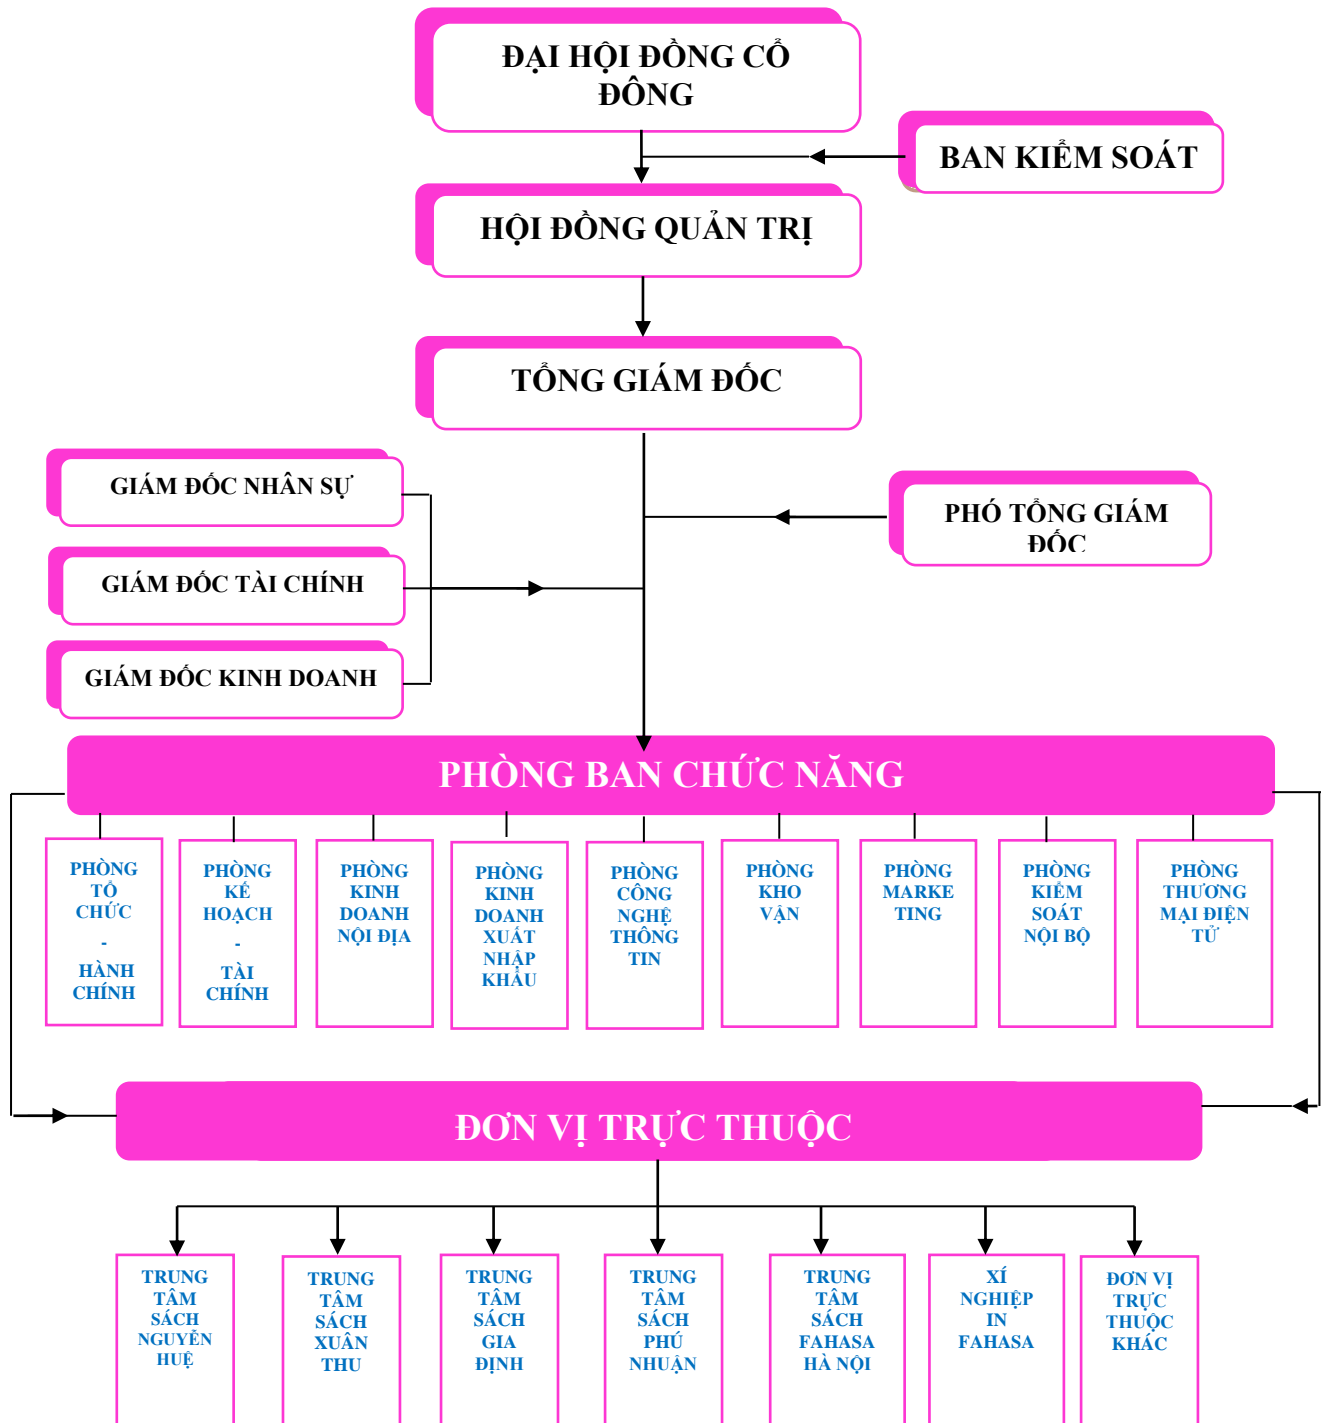 ĐẠI HỘI ĐỒNG CỔ
ĐÔNG
BAN KIỂM SOÁT
HỘI ĐỒNG QUẢN TRỊ
TỔNG GIÁM ĐỐC
GIÁM ĐỐC NHÂN SỰ
PHÓ TỔNG GIÁM
ĐỐC
GIÁM ĐỐC TÀI CHÍNH
GIÁM ĐỐC KINH DOANH
PHÒNG BAN CHỨC NĂNG
PHÒNG
TỔ
CHỨC
-
HÀNH
CHÍNH
PHÒNG
KẾ
HOẠCH
-
TÀI
CHÍNH
PHÒNG
KINH
DOANH
NỘI ĐỊA
PHÒNG
KINH
DOANH
XUẤT
NHẬP
KHẨU
PHÒNG
CÔNG
NGHỆ
THÔNG
TIN
PHÒNG
KHO
VẬN
PHÒNG
MARKE
TING
PHÒNG
KIỂM
SOÁT
NỘI BỘ
PHÒNG
THƯƠNG
MẠI ĐIỆN
TỬ
ĐƠN VỊ TRỰC THUỘC
TRUNG
TÂM
SÁCH
NGUYỄN
HUỆ
TRUNG
TÂM
SÁCH
XUÂN
THU
TRUNG
TÂM
SÁCH
GIA
ĐỊNH
TRUNG
TÂM
SÁCH
PHÚ
NHUẬN
TRUNG
TÂM
SÁCH
FAHASA
HÀ NỘI
XÍ
NGHIỆP
IN
FAHASA
ĐƠN VỊ
TRỰC
THUỘC
KHÁC